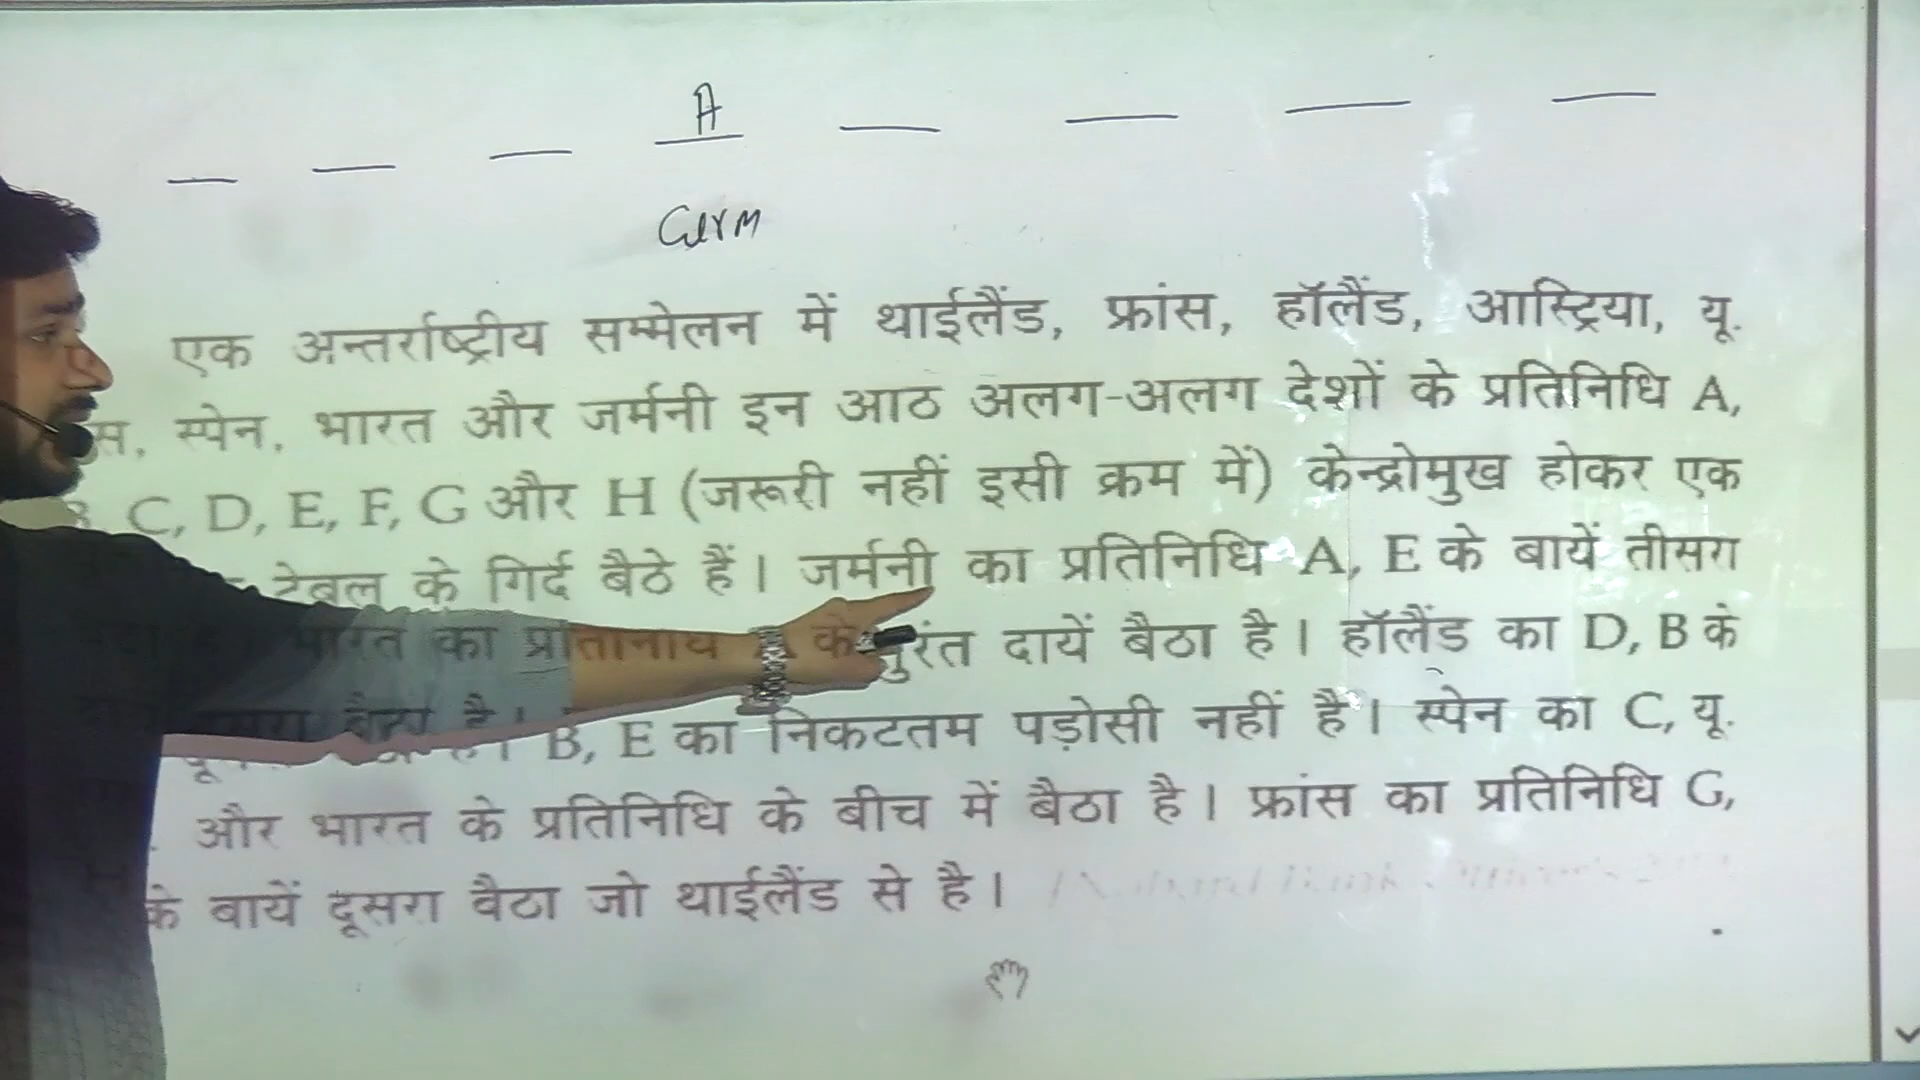 A
Germ
एक अन्तर्राष्ट्रीय सम्मेलन में थाईलैंड, फ्रांस, हॉलैंड, आस्ट्रिया, यू.
स, स्पेन, भारत और जर्मनी इन आठ अलग-अलग देशों के प्रतिनिधि A,
C, D, E, F, G और H (जरूरी नहीं इसी क्रम में) केन्द्रोमुख होकर एक
टेबल के गिर्द बैठे हैं। जर्मनी का प्रतिनिधि A, E के बायें तीसरा
भारत का प्रतिनिधि के दायें बैठा है। हॉलैंड का D, B के
बैठा है। B, E का निकटतम पड़ोसी नहीं है। स्पेन का C, यू.
और भारत के प्रतिनिधि के बीच में बैठा है। फ्रांस का प्रतिनिधि G,
के बायें दूसरा बैठा जो थाईलैंड से है।